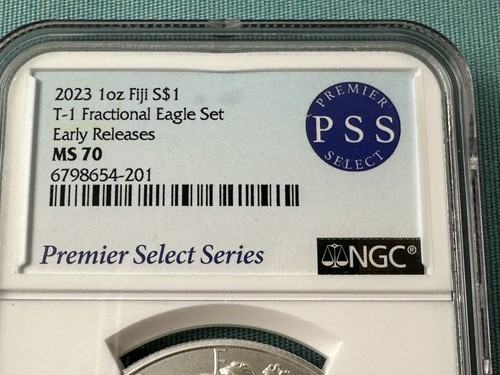 2023 1oz Fiji S$1
T-1 Fractional Eagle Set
Early Releases
MS 70
6798654-201
PREMIER
PSS
SELECT
Premier Select Series
NGC®